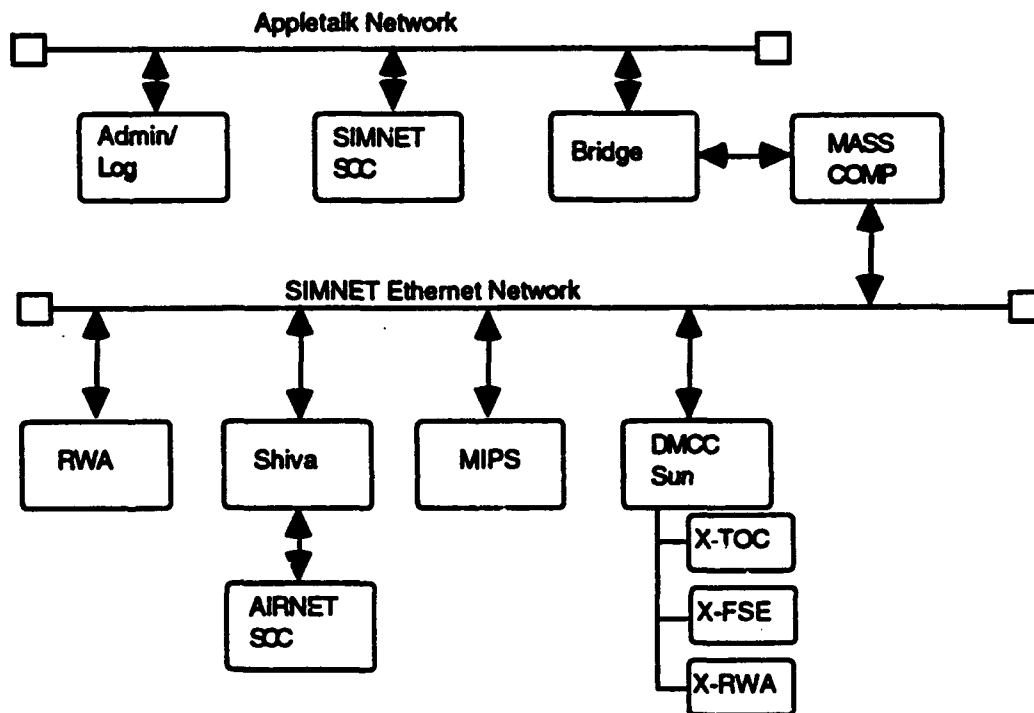 Appletalk Network
Admin/
Log
SIMNET
SCC
Bridge
MASS
COMP
SIMNET Ethernet Network
RWA
Shiva
MIPS
DMCC
Sun
AIRNET
SCC
X-TOC
X-FSE
X-RWA